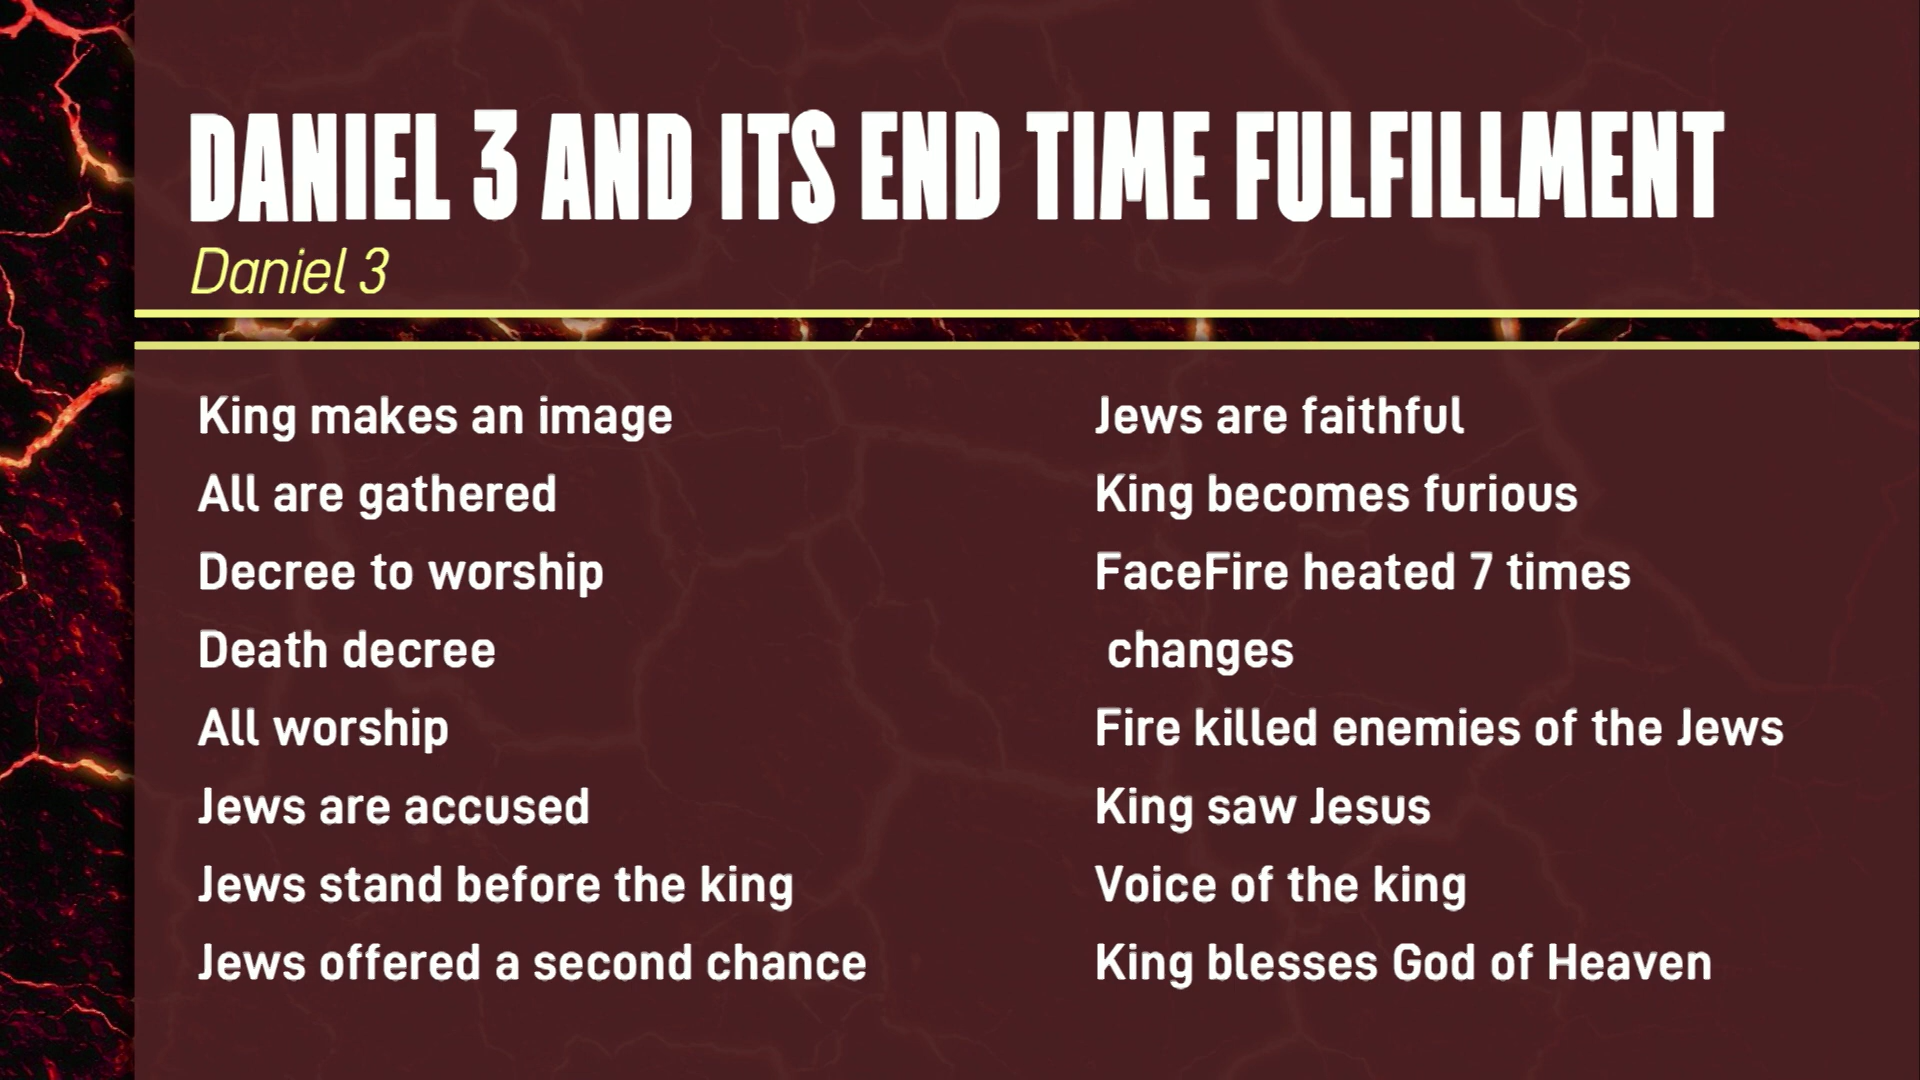 DANIEL 3 AND ITS END TIME FULFILLMENT
Daniel 3
King makes an image
All are gathered
Decree to worship
Death decree
All worship
Jews are accused
Jews stand before the king
Jews offered a second chance
Jews are faithful
King becomes furious
FaceFire heated 7 times
changes
Fire killed enemies of the Jews
King saw Jesus
Voice of the king
King blesses God of Heaven